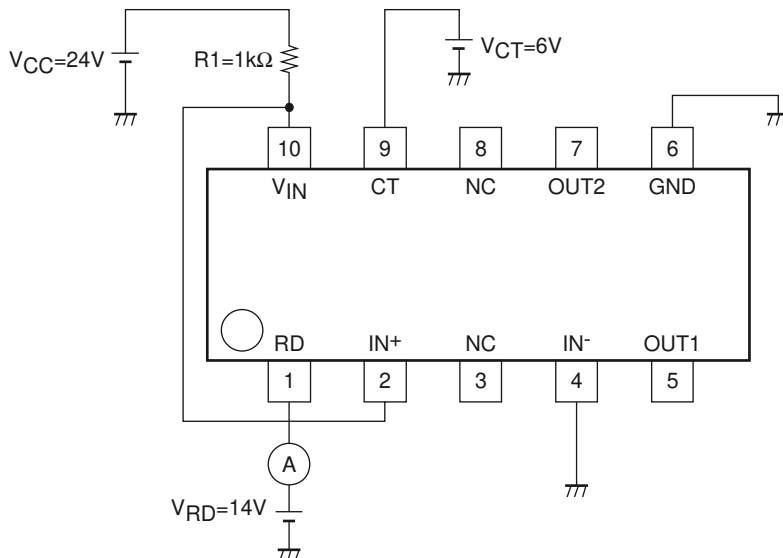 VCC=24V
R1=1kΩ
VCT=6V
10 9 8 7 6
VIN CT NC OUT2 GND
RD IN+ NC IN- OUT1
1 2 3 4 5
A
VRD=14V